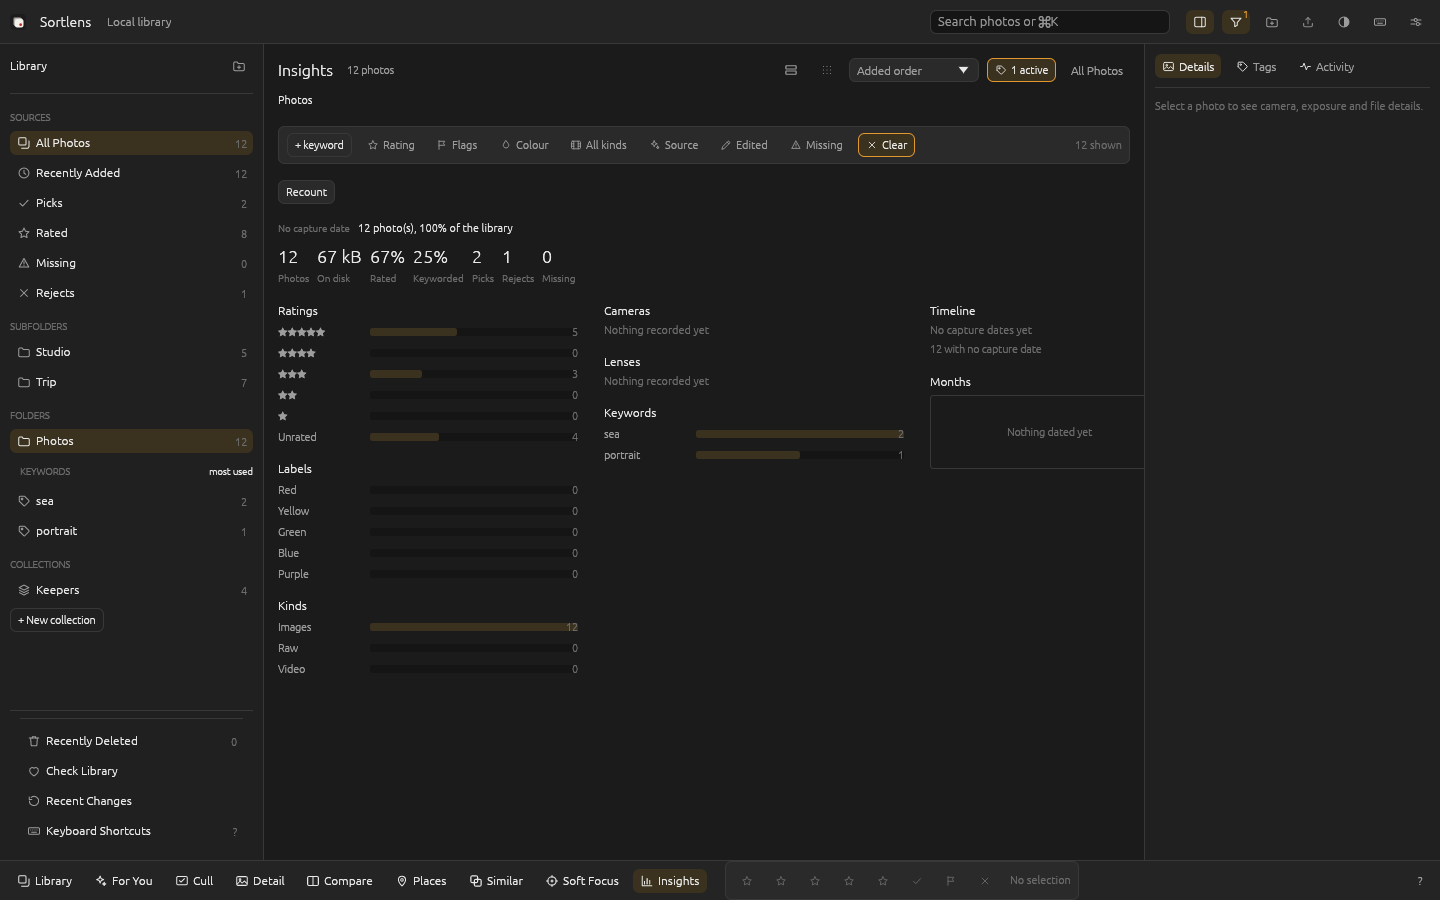 Sortlens Local library
Search photos or ⌘K
1
Library
SOURCES
All Photos 12
Recently Added 12
Picks 2
Rated 8
Missing 0
Rejects 1
SUBFOLDERS
Studio 5
Trip 7
FOLDERS
Photos 12
KEYWORDS most used
sea 2
portrait 1
COLLECTIONS
Keepers 4
+ New collection
Recently Deleted 0
Check Library
Recent Changes
Keyboard Shortcuts ?
Insights 12 photos
Added order
1 active
All Photos
Photos
+ keyword Rating Flags Colour All kinds Source Edited Missing Clear 12 shown
Recount
No capture date 12 photo(s), 100% of the library
12 67 kB 67% 25% 2 1 0
Photos On disk Rated Keyworded Picks Rejects Missing
Ratings
★★★★★ 5
★★★★ 0
★★★ 3
★★ 0
★ 0
Unrated 4
Labels
Red 0
Yellow 0
Green 0
Blue 0
Purple 0
Kinds
Images 12
Raw 0
Video 0
Cameras
Nothing recorded yet
Lenses
Nothing recorded yet
Keywords
sea 2
portrait 1
Timeline
No capture dates yet
12 with no capture date
Months
Nothing dated yet
Details Tags Activity
Select a photo to see camera, exposure and file details.
Library For You Cull Detail Compare Places Similar Soft Focus Insights No selection ?